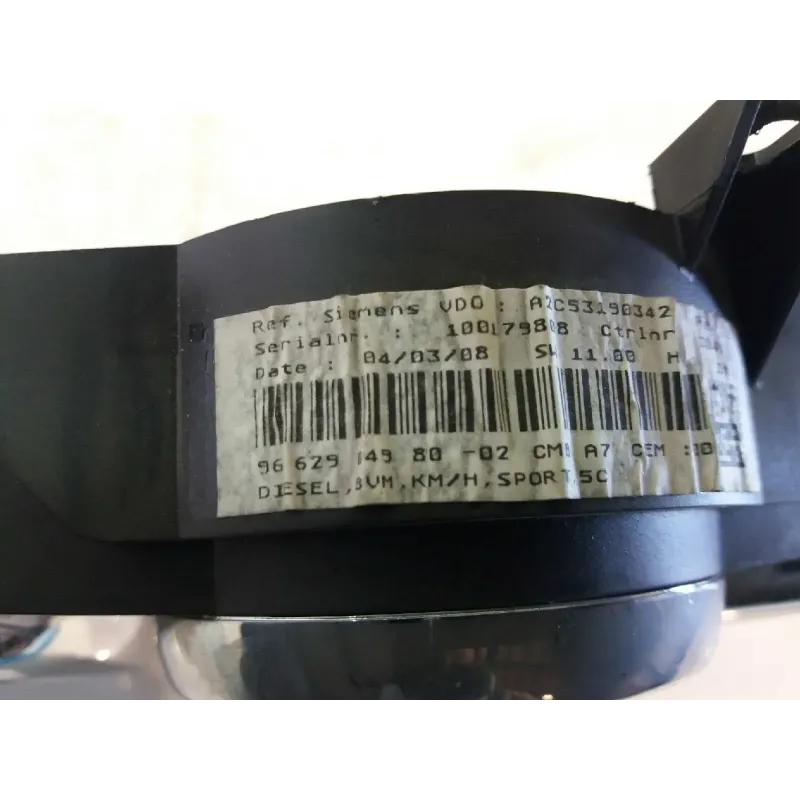 Ref. Siemens VDO : A2C53190342
Serialnr. : 100179808 Ctrlnr
Date : 04/03/08 SW 11.00 H
96 629 149 80 -02 CMB A7 CEM :
DIESEL,BVM,KM/H,SPORT,5C